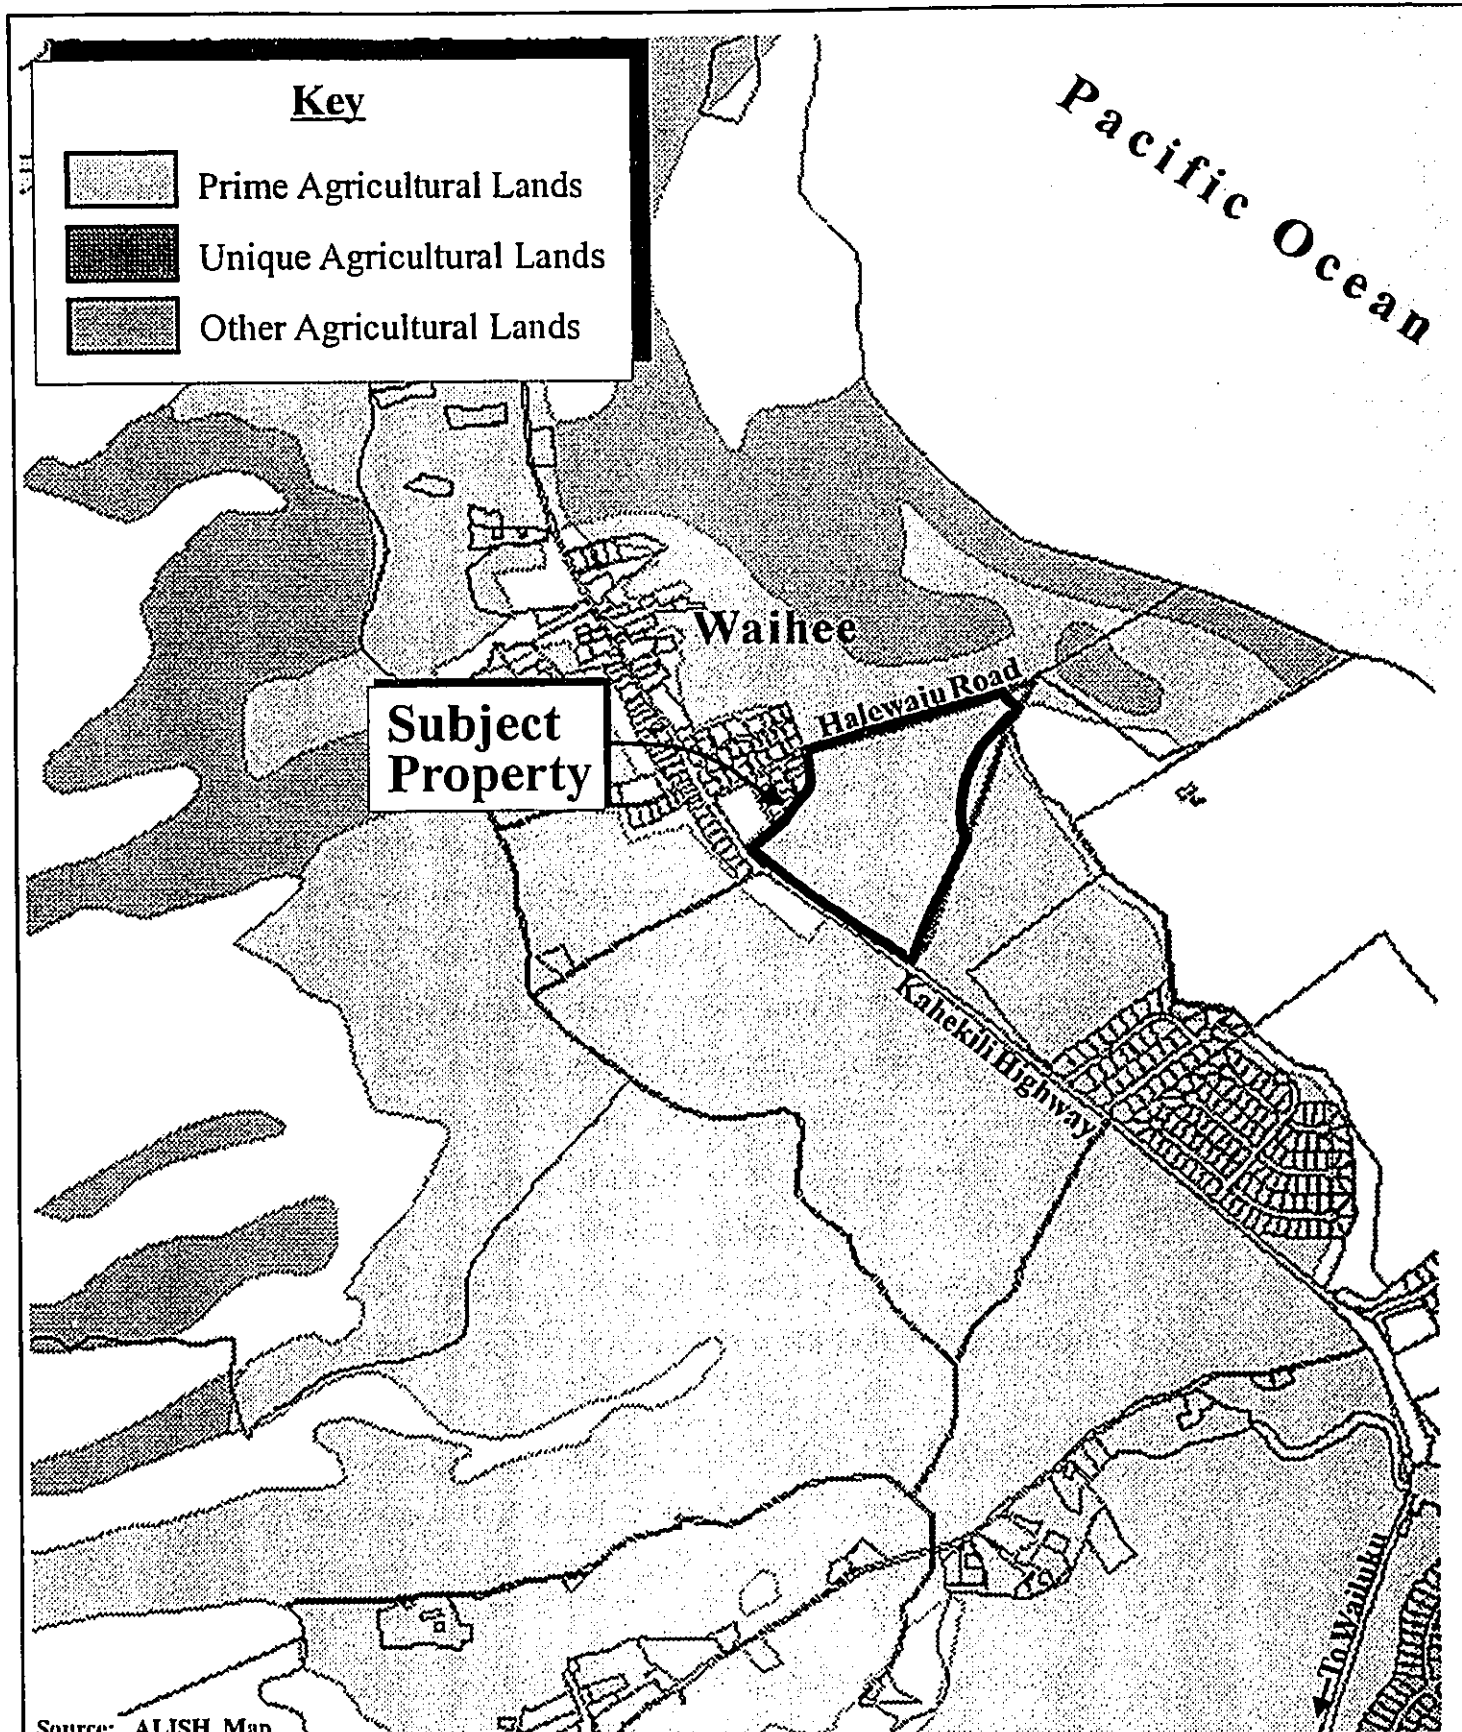 Key
Prime Agricultural Lands
Unique Agricultural Lands
Other Agricultural Lands
Pacific Ocean
Waihee
Halewaiu Road
Subject
Property
Kahekili Highway
To Wailuku
Source: ALISH Map